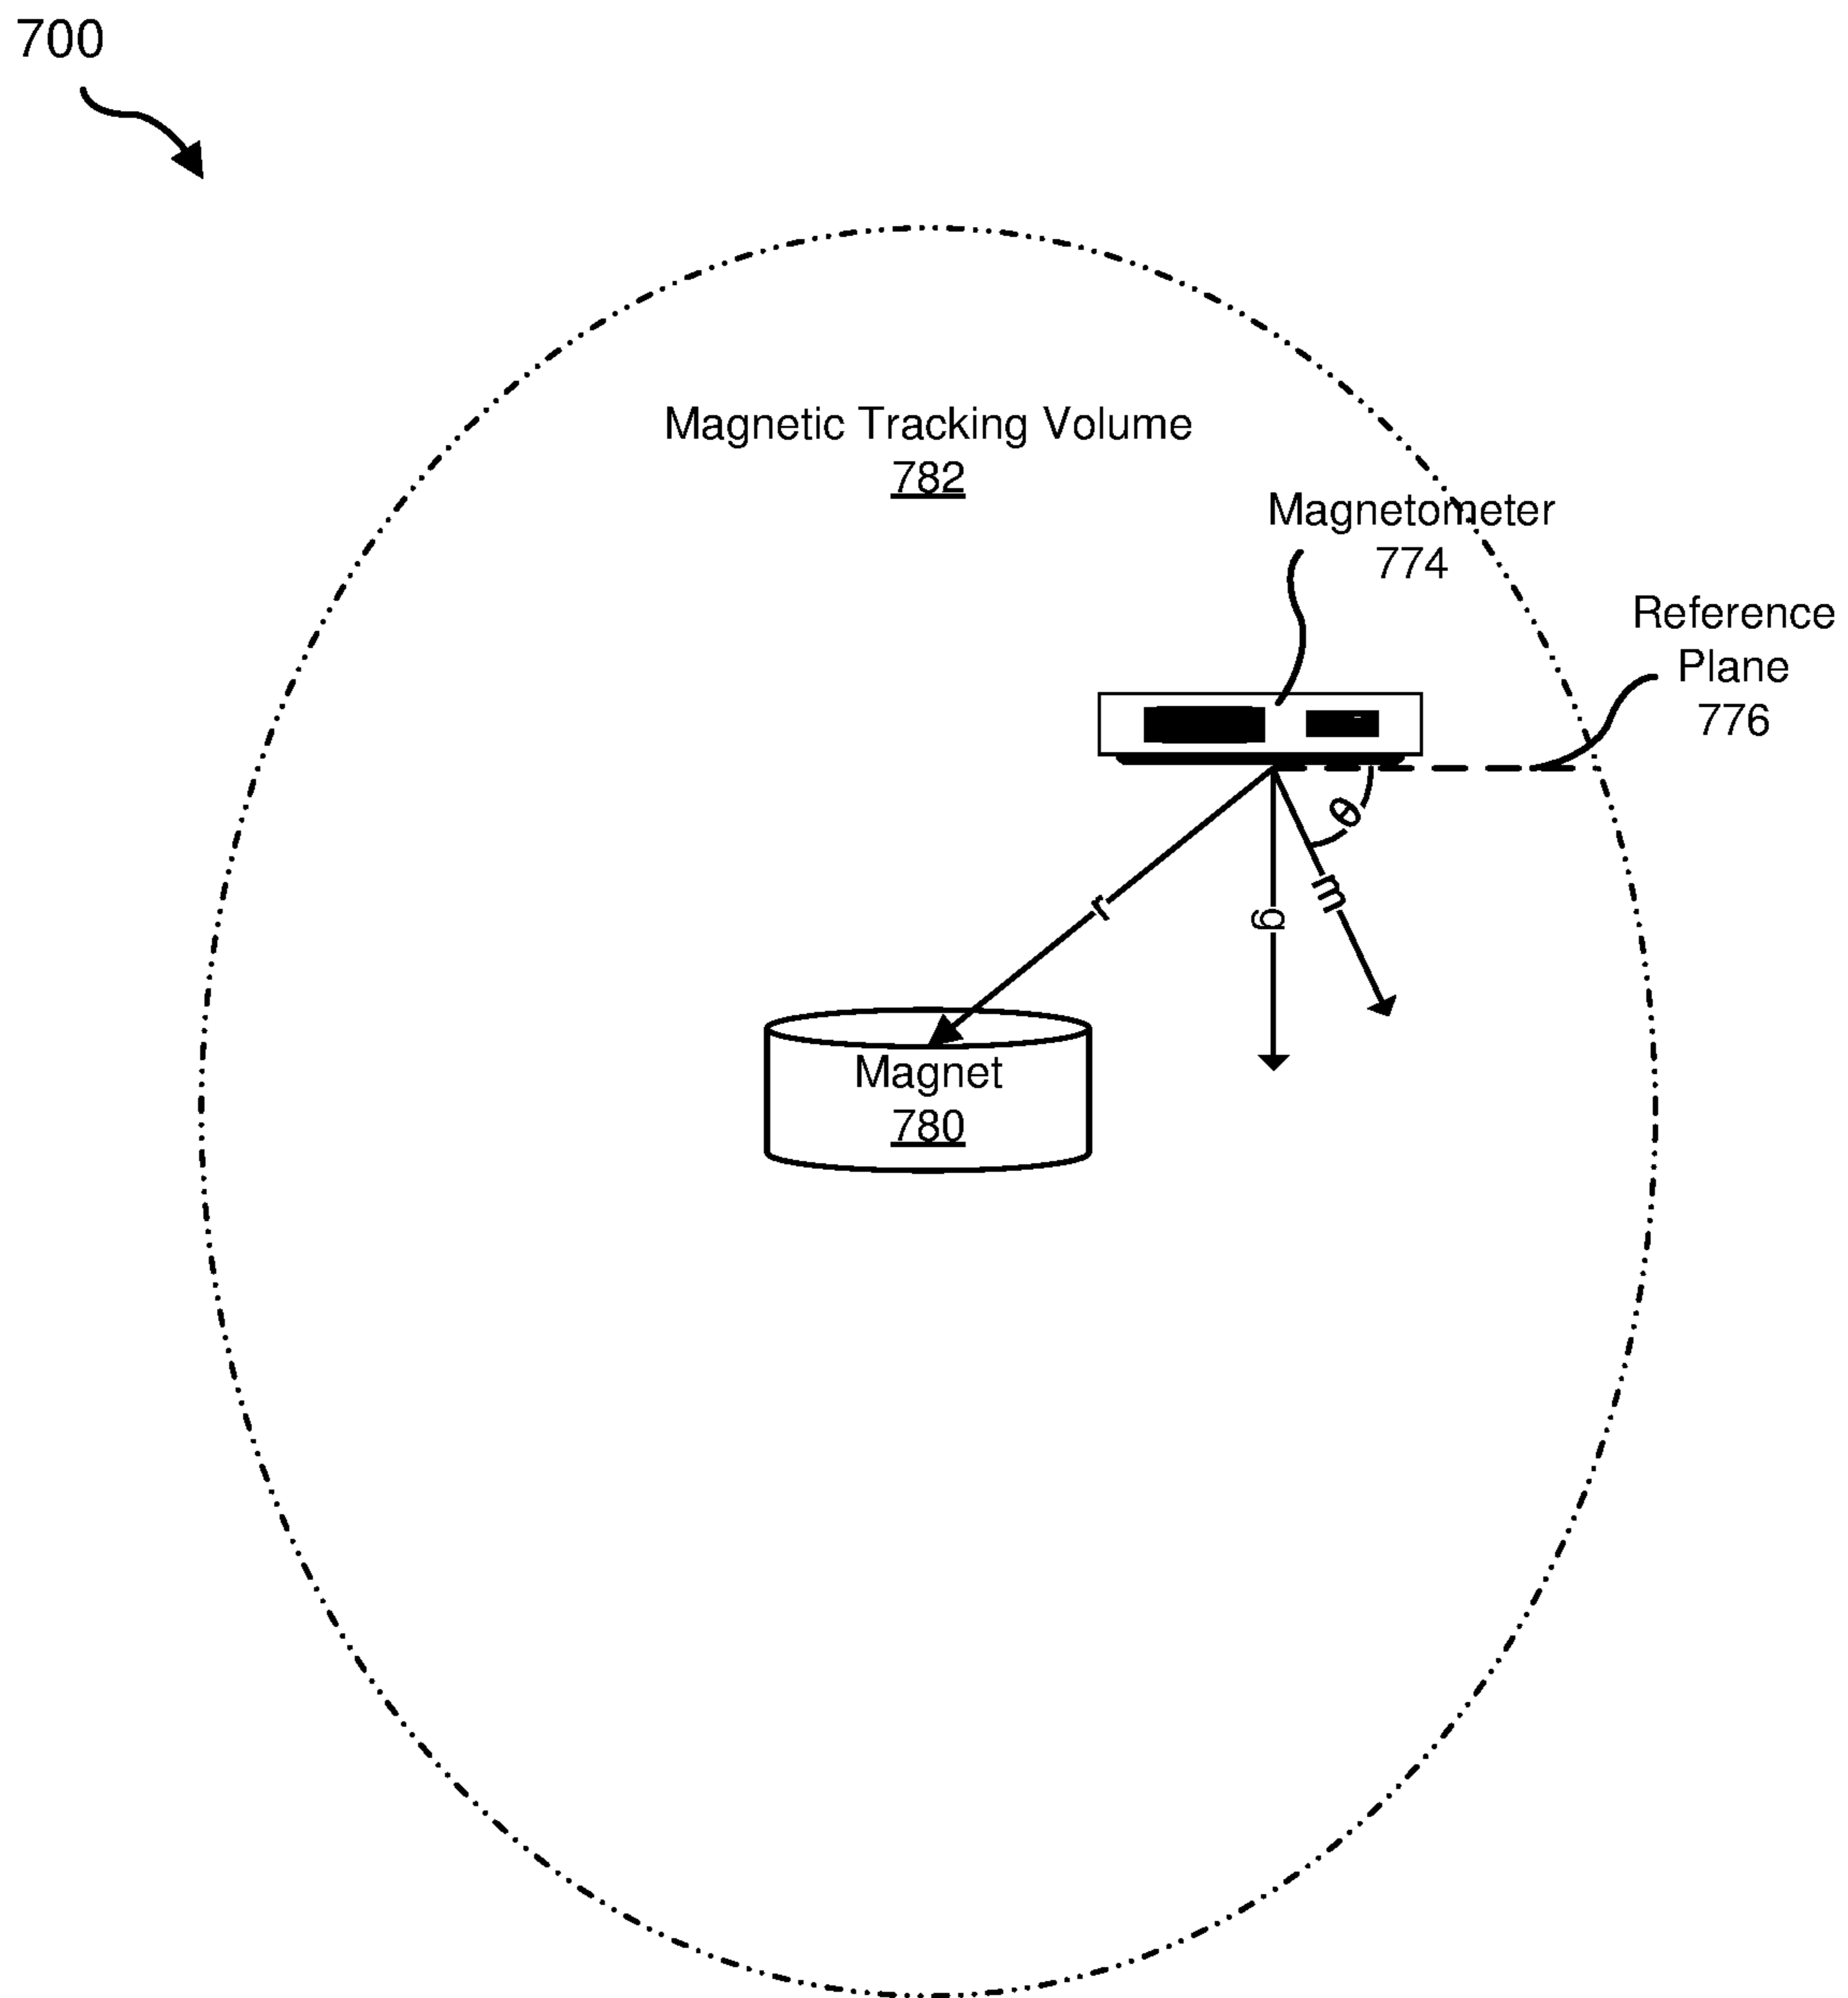 700
Magnetic Tracking Volume
782
Magnetometer
774
Reference
Plane
776
θ
m
g
r
Magnet
780